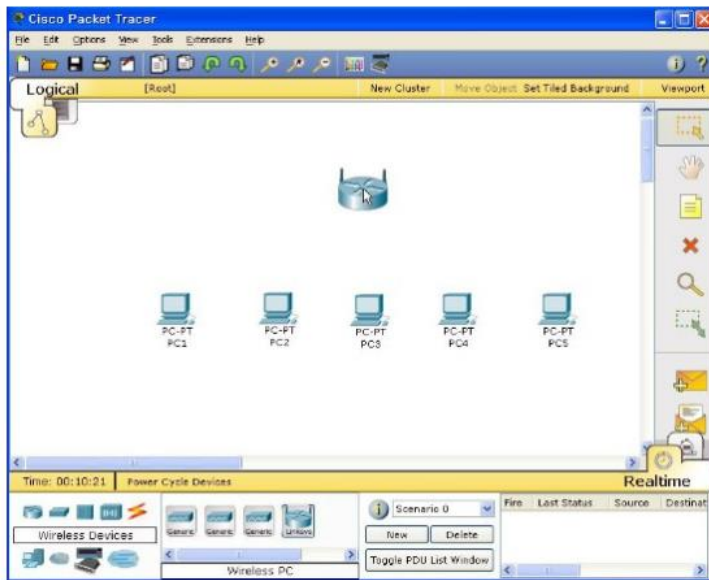 Cisco Packet Tracer
File Edit Options View Tools Extensions Help
Logical [Root] New Cluster Move Object Set Tiled Background Viewport
PC-PT PC-PT PC-PT PC-PT PC-PT
PC1 PC2 PC3 PC4 PC5
Time: 00:10:21 Power Cycle Devices Realtime
Wireless Devices
Generic Generic Generic Linksys
Wireless PC
Scenario 0
New Delete
Toggle PDU List Window
Fire Last Status Source Destinat